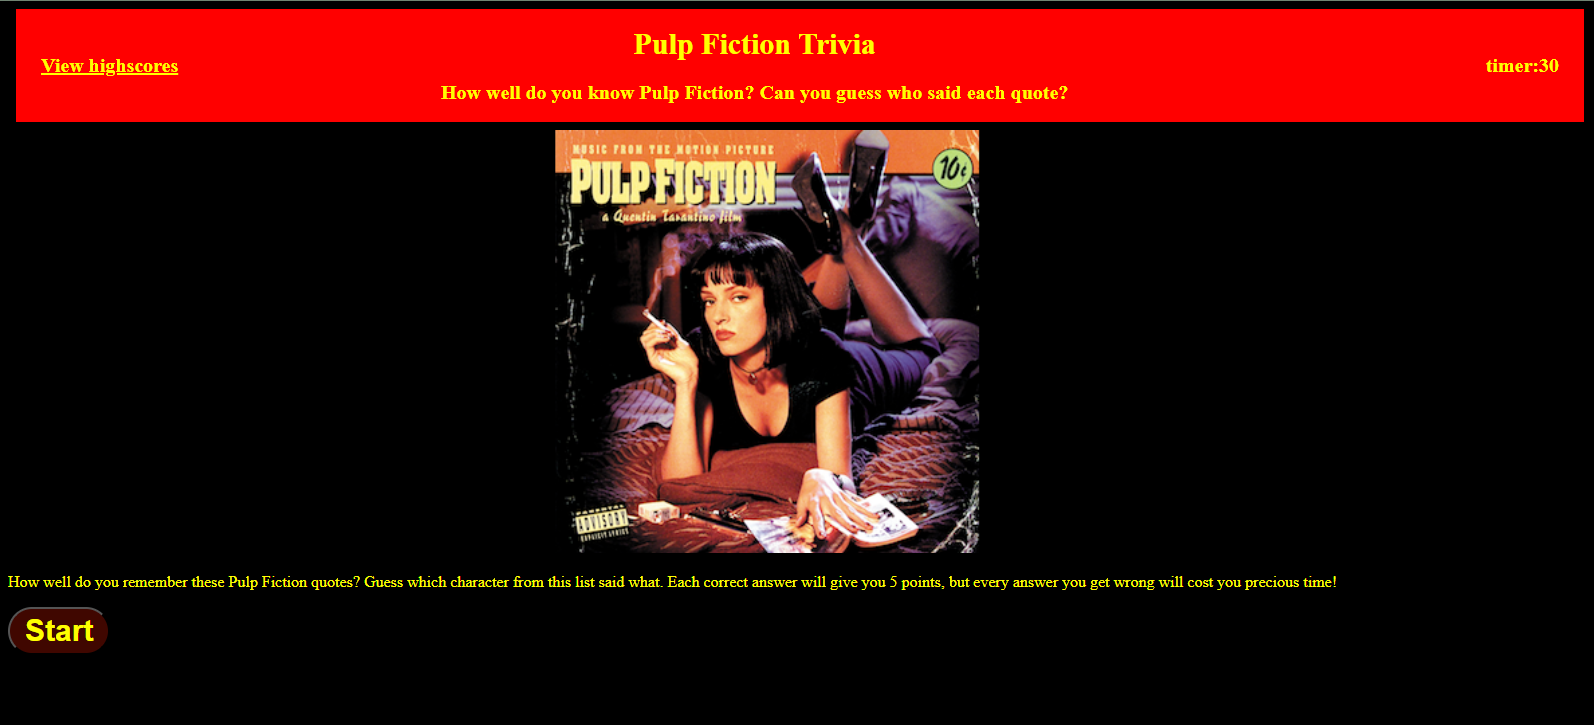 Pulp Fiction Trivia
View highscores
timer:30
How well do you know Pulp Fiction? Can you guess who said each quote?
MUSIC FROM THE MOTION PICTURE
PULP FICTION
a Quentin Tarantino film
10¢
PARENTAL
ADVISORY
EXPLICIT LYRICS
How well do you remember these Pulp Fiction quotes? Guess which character from this list said what. Each correct answer will give you 5 points, but every answer you get wrong will cost you precious time!
Start